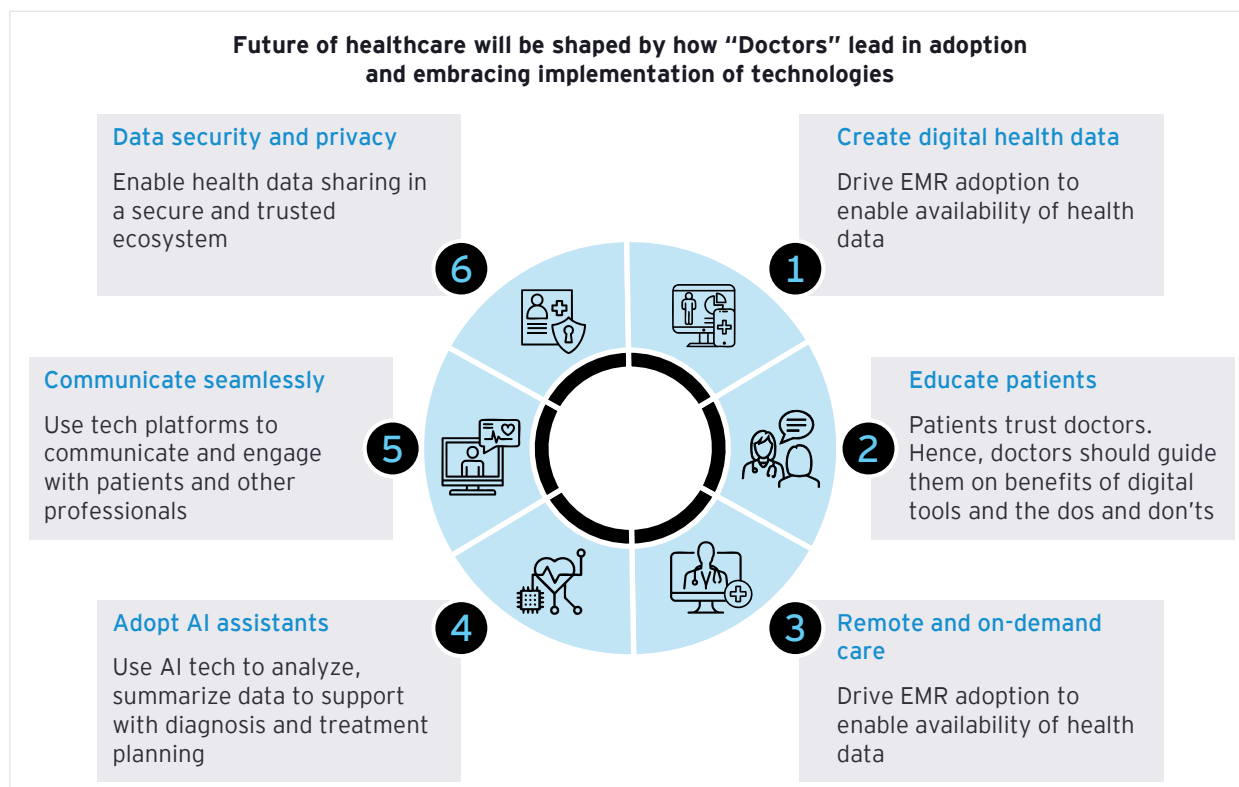 Future of healthcare will be shaped by how “Doctors” lead in adoption
and embracing implementation of technologies
1
Create digital health data
Drive EMR adoption to
enable availability of health
data
2
Educate patients
Patients trust doctors.
Hence, doctors should guide
them on benefits of digital
tools and the dos and don’ts
3
Remote and on-demand
care
Drive EMR adoption to
enable availability of health
data
4
Adopt AI assistants
Use AI tech to analyze,
summarize data to support
with diagnosis and treatment
planning
5
Communicate seamlessly
Use tech platforms to
communicate and engage
with patients and other
professionals
6
Data security and privacy
Enable health data sharing in
a secure and trusted
ecosystem